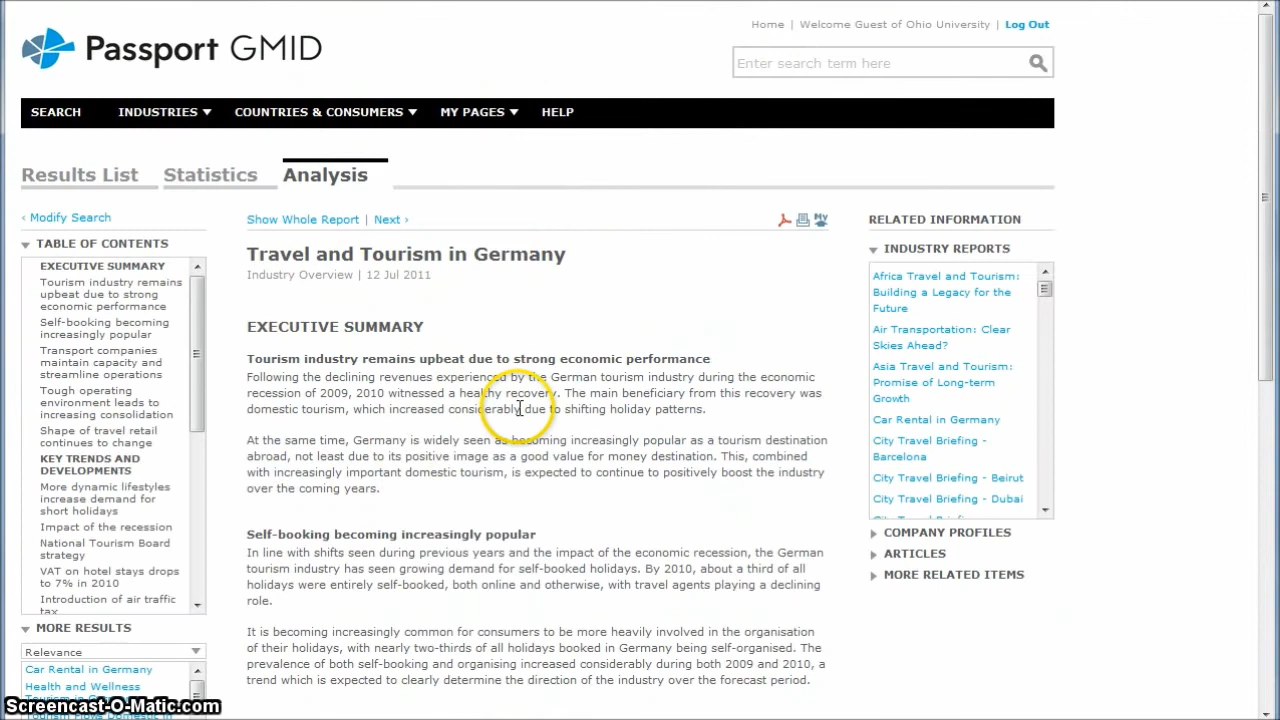 Home | Welcome Guest of Ohio University | Log Out
Passport GMID
Enter search term here
SEARCH INDUSTRIES COUNTRIES & CONSUMERS MY PAGES HELP
Results List Statistics Analysis
‹ Modify Search
TABLE OF CONTENTS
EXECUTIVE SUMMARY
Tourism industry remains
upbeat due to strong
economic performance
Self-booking becoming
increasingly popular
Transport companies
maintain capacity and
streamline operations
Tough operating
environment leads to
increasing consolidation
Shape of travel retail
continues to change
KEY TRENDS AND
DEVELOPMENTS
More dynamic lifestyles
increase demand for
short holidays
Impact of the recession
National Tourism Board
strategy
VAT on hotel stays drops
to 7% in 2010
Introduction of air traffic
tax
MORE RESULTS
Relevance
Car Rental in Germany
Health and Wellness
Tourism in Germany
Tourism Flows Domestic in
Show Whole Report | Next ›
My
Travel and Tourism in Germany
Industry Overview | 12 Jul 2011
EXECUTIVE SUMMARY
Tourism industry remains upbeat due to strong economic performance
Following the declining revenues experienced by the German tourism industry during the economic
recession of 2009, 2010 witnessed a healthy recovery. The main beneficiary from this recovery was
domestic tourism, which increased considerably due to shifting holiday patterns.
At the same time, Germany is widely seen as becoming increasingly popular as a tourism destination
abroad, not least due to its positive image as a good value for money destination. This, combined
with increasingly important domestic tourism, is expected to continue to positively boost the industry
over the coming years.
Self-booking becoming increasingly popular
In line with shifts seen during previous years and the impact of the economic recession, the German
tourism industry has seen growing demand for self-booked holidays. By 2010, about a third of all
holidays were entirely self-booked, both online and otherwise, with travel agents playing a declining
role.
It is becoming increasingly common for consumers to be more heavily involved in the organisation
of their holidays, with nearly two-thirds of all holidays booked in Germany being self-organised. The
prevalence of both self-booking and organising increased considerably during both 2009 and 2010, a
trend which is expected to clearly determine the direction of the industry over the forecast period.
RELATED INFORMATION
INDUSTRY REPORTS
Africa Travel and Tourism:
Building a Legacy for the
Future
Air Transportation: Clear
Skies Ahead?
Asia Travel and Tourism:
Promise of Long-term
Growth
Car Rental in Germany
City Travel Briefing -
Barcelona
City Travel Briefing - Beirut
City Travel Briefing - Dubai
COMPANY PROFILES
ARTICLES
MORE RELATED ITEMS
Screencast-O-Matic.com